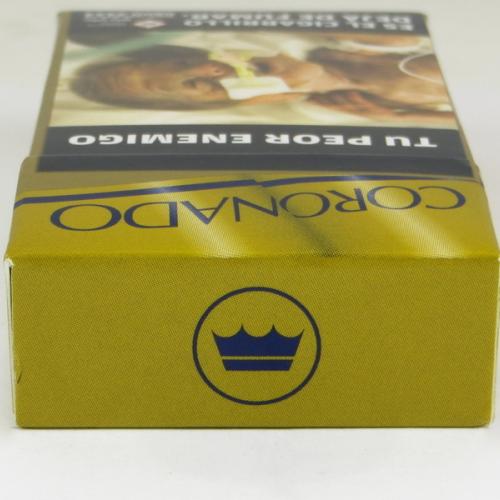 CORONADO
TU PEOR ENEMIGO
ES EL CIGARRILLO
DEJA DE FUMAR.